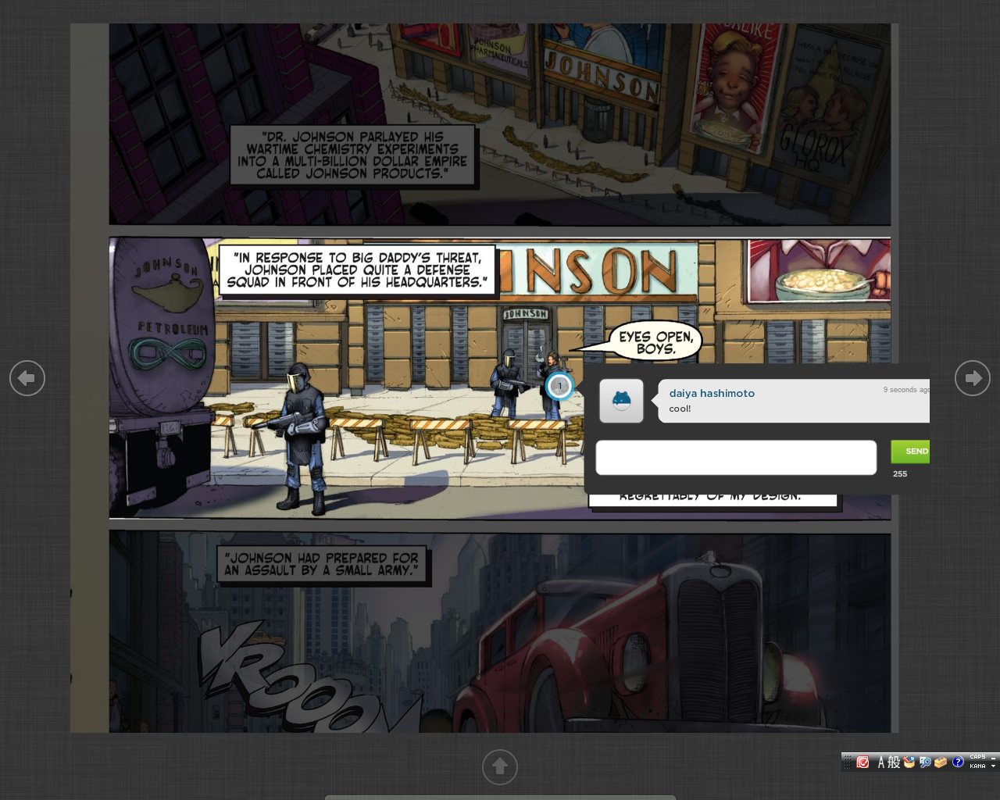 JOHNSON
PHARMACEUTICALS
JOHNSON
GLOROX
HQ
"DR. JOHNSON PARLAYED HIS
WARTIME CHEMISTRY EXPERIMENTS
INTO A MULTI-BILLION DOLLAR EMPIRE
CALLED JOHNSON PRODUCTS."
"IN RESPONSE TO BIG DADDY'S THREAT,
JOHNSON PLACED QUITE A DEFENSE
SQUAD IN FRONT OF HIS HEADQUARTERS."
NSON
JOHNSON
PETROLEUM
JOHNSON
EYES OPEN,
BOYS.
1
daiya hashimoto
9 seconds ago
cool!
SEND
255
REGRETTABLY OF MY DESIGN.
"JOHNSON HAD PREPARED FOR
AN ASSAULT BY A SMALL ARMY."
VROOOM
A 般
CAPS
KANA